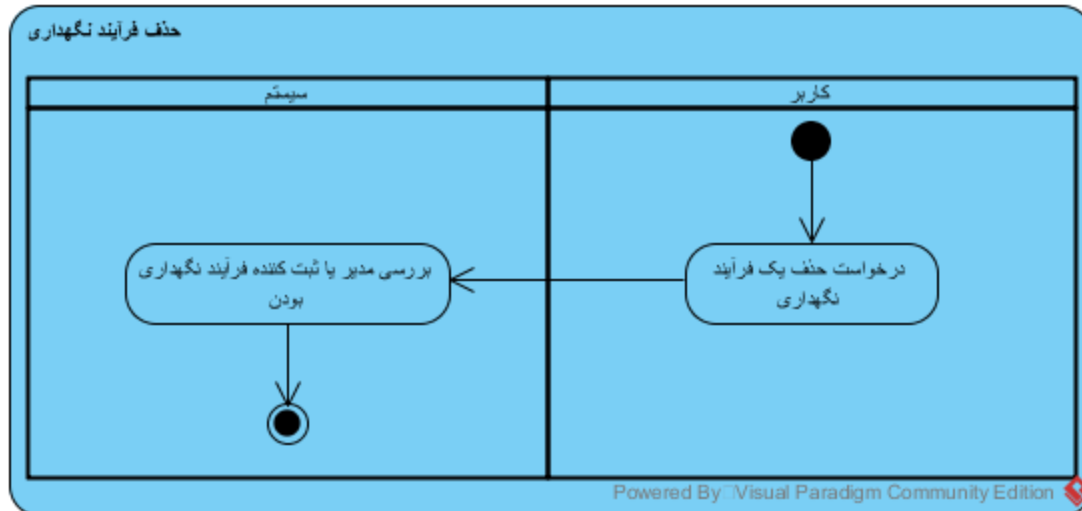 حذف فرآیند نگهداری
کاربر
سیستم
درخواست حذف یک فرآیند
نگهداری
بررسی مدیر یا ثبت کننده فرآیند نگهداری
بودن
Powered By Visual Paradigm Community Edition